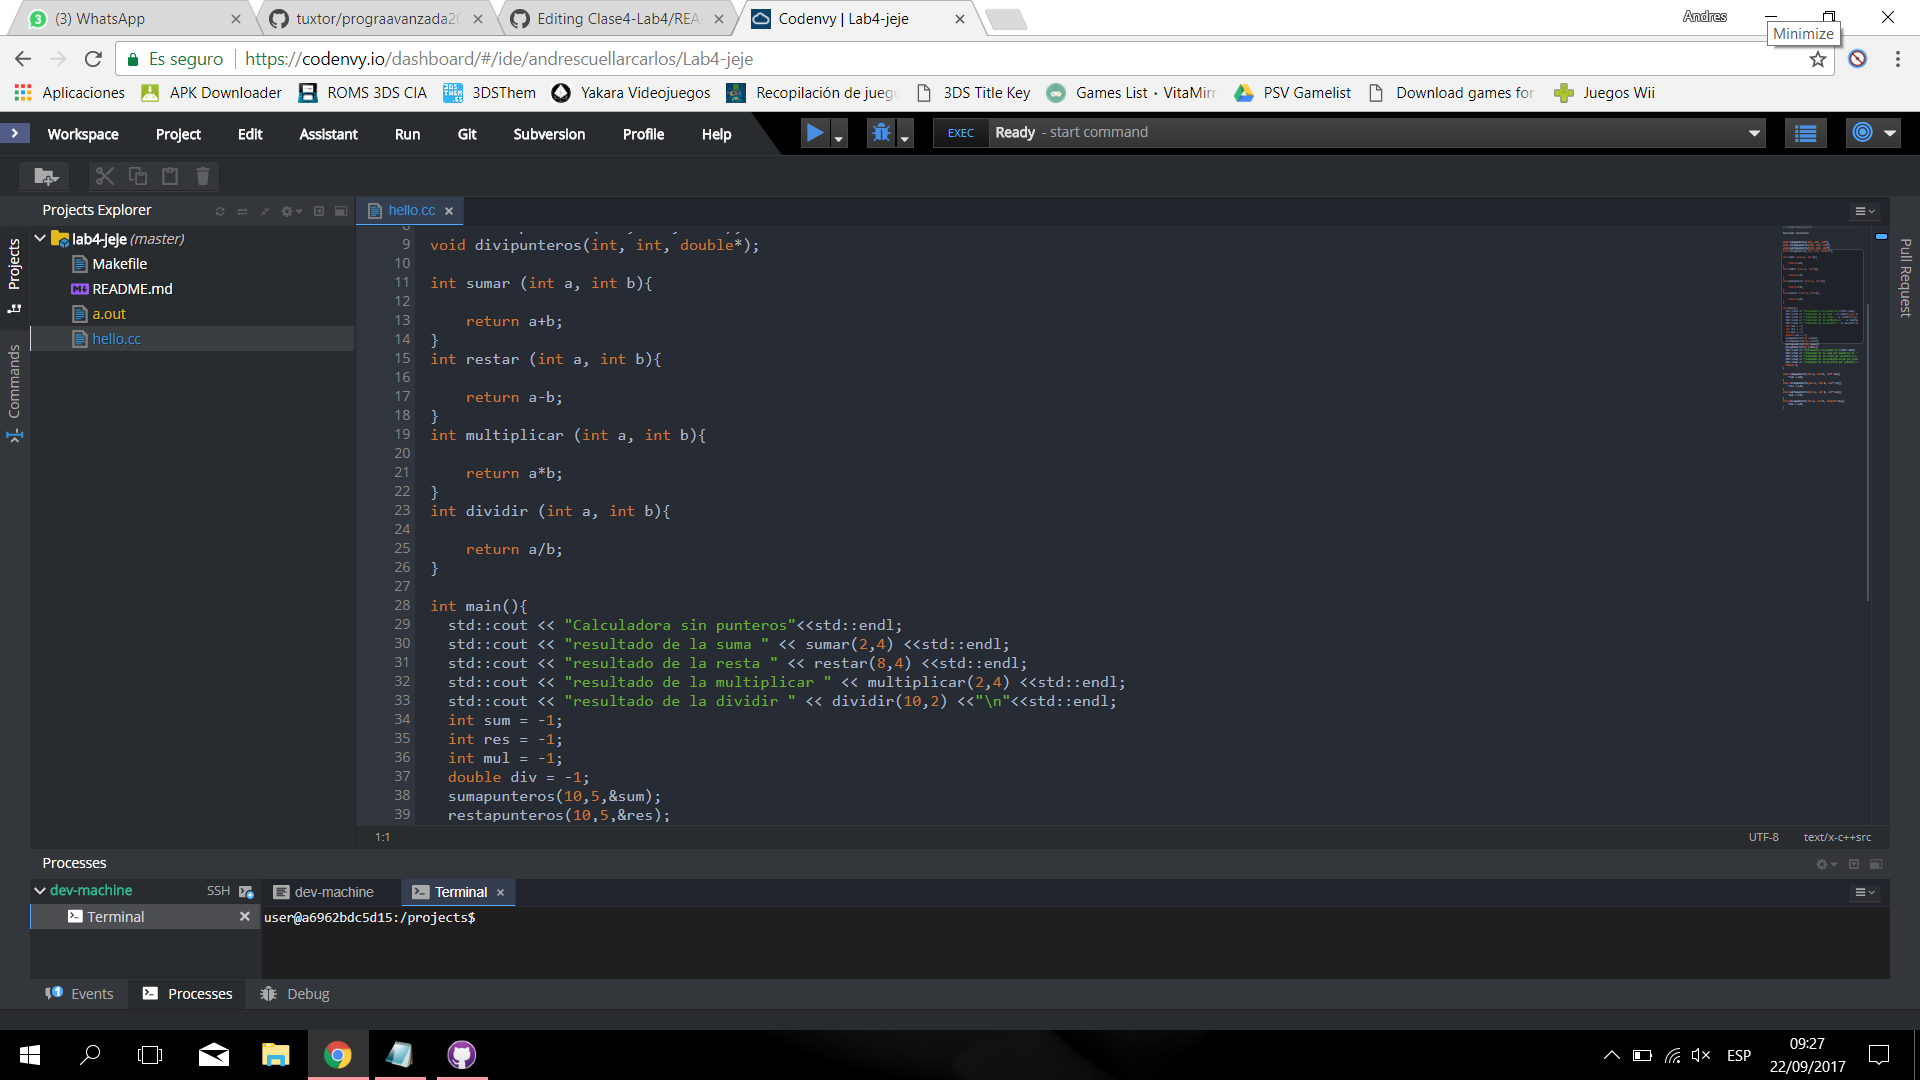 (3) WhatsApp
tuxtor/prograavanzada20
Editing Clase4-Lab4/REA
Codenvy | Lab4-jeje
Andres
Minimize
Es seguro
https://codenvy.io/dashboard/#/ide/andrescuellarcarlos/Lab4-jeje
Aplicaciones
APK Downloader
ROMS 3DS CIA
3DSThem
Yakara Videojuegos
Recopilación de jueg
3DS Title Key
Games List • VitaMirr
PSV Gamelist
Download games for
Juegos Wii
Workspace
Project
Edit
Assistant
Run
Git
Subversion
Profile
Help
EXEC
Ready - start command
Projects Explorer
hello.cc
Projects
Commands
Pull Request
lab4-jeje (master)
Makefile
README.md
a.out
hello.cc
8
9 void divipunteros(int, int, double*);
10
11 int sumar (int a, int b){
12
13 return a+b;
14 }
15 int restar (int a, int b){
16
17 return a-b;
18 }
19 int multiplicar (int a, int b){
20
21 return a*b;
22 }
23 int dividir (int a, int b){
24
25 return a/b;
26 }
27
28 int main(){
29 std::cout << "Calculadora sin punteros"<<std::endl;
30 std::cout << "resultado de la suma " << sumar(2,4) <<std::endl;
31 std::cout << "resultado de la resta " << restar(8,4) <<std::endl;
32 std::cout << "resultado de la multiplicar " << multiplicar(2,4) <<std::endl;
33 std::cout << "resultado de la dividir " << dividir(10,2) <<"\n"<<std::endl;
34 int sum = -1;
35 int res = -1;
36 int mul = -1;
37 double div = -1;
38 sumapunteros(10,5,&sum);
39 restapunteros(10,5,&res);
1:1
UTF-8
text/x-c++src
Processes
dev-machine
SSH
dev-machine
Terminal
Terminal
user@a6962bdc5d15:/projects$
1
Events
Processes
Debug
ESP
09:27
22/09/2017